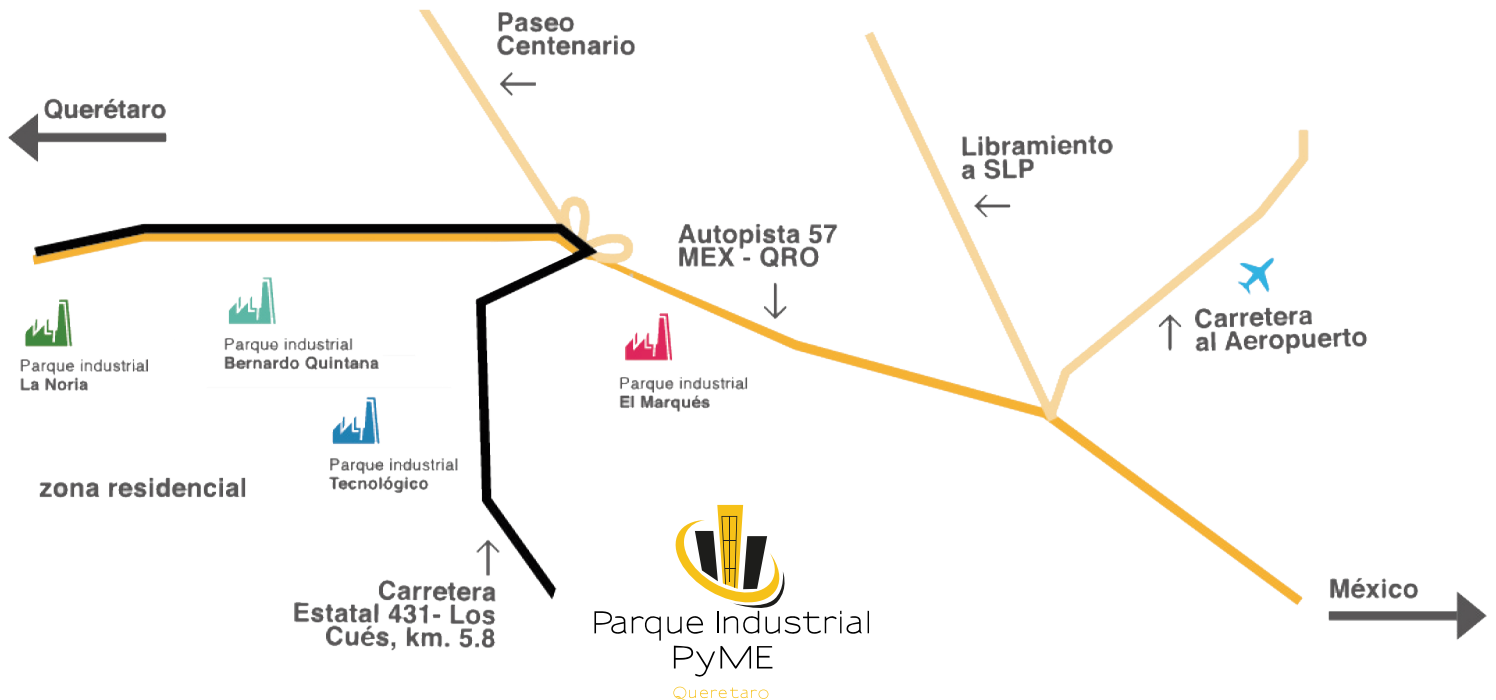 Paseo
Centenario
Querétaro
Libramiento
a SLP
Autopista 57
MEX - QRO
Carretera
al Aeropuerto
Parque industrial
La Noria
Parque industrial
Bernardo Quintana
Parque industrial
El Marqués
Parque industrial
Tecnológico
zona residencial
Carretera
Estatal 431- Los
Cués, km. 5.8
México
Parque Industrial
PyME
Queretaro